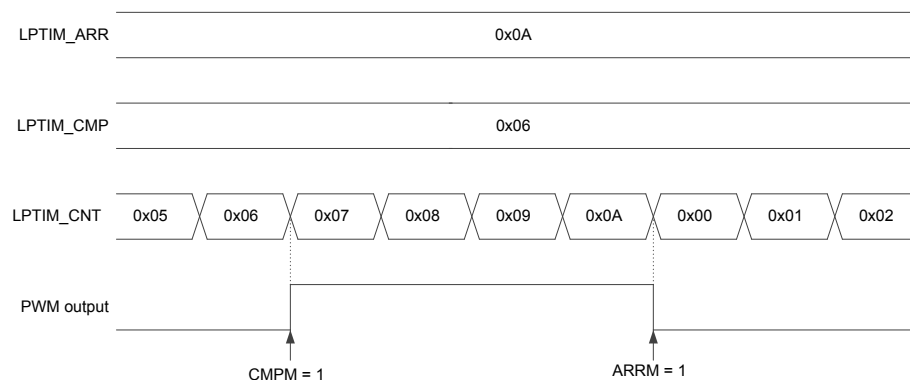 LPTIM_ARR 0x0A
LPTIM_CMP 0x06
LPTIM_CNT 0x05 0x06 0x07 0x08 0x09 0x0A 0x00 0x01 0x02
PWM output
CMPM = 1 ARRM = 1